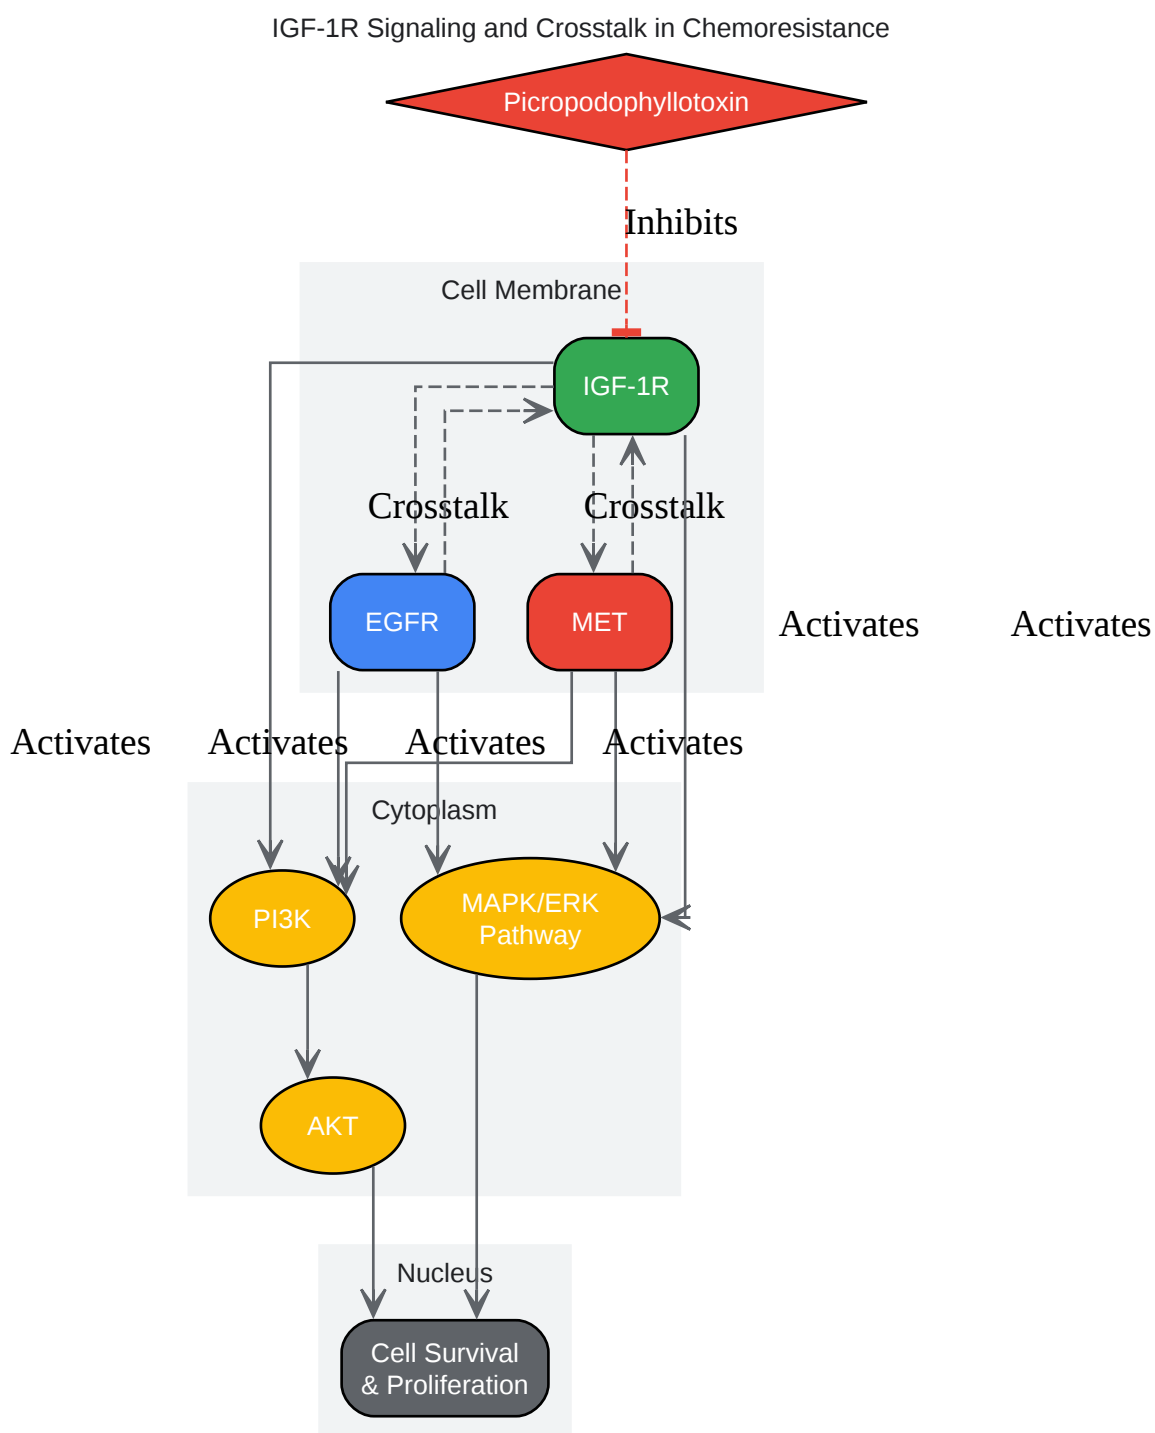 IGF-1R Signaling and Crosstalk in Chemoresistance
Picropodophyllotoxin
Inhibits
Cell Membrane
IGF-1R
Crosstalk
Crosstalk
EGFR
MET
Activates
Activates
Activates
Activates
Activates
Activates
Cytoplasm
PI3K
MAPK/ERK
Pathway
AKT
Nucleus
Cell Survival
& Proliferation